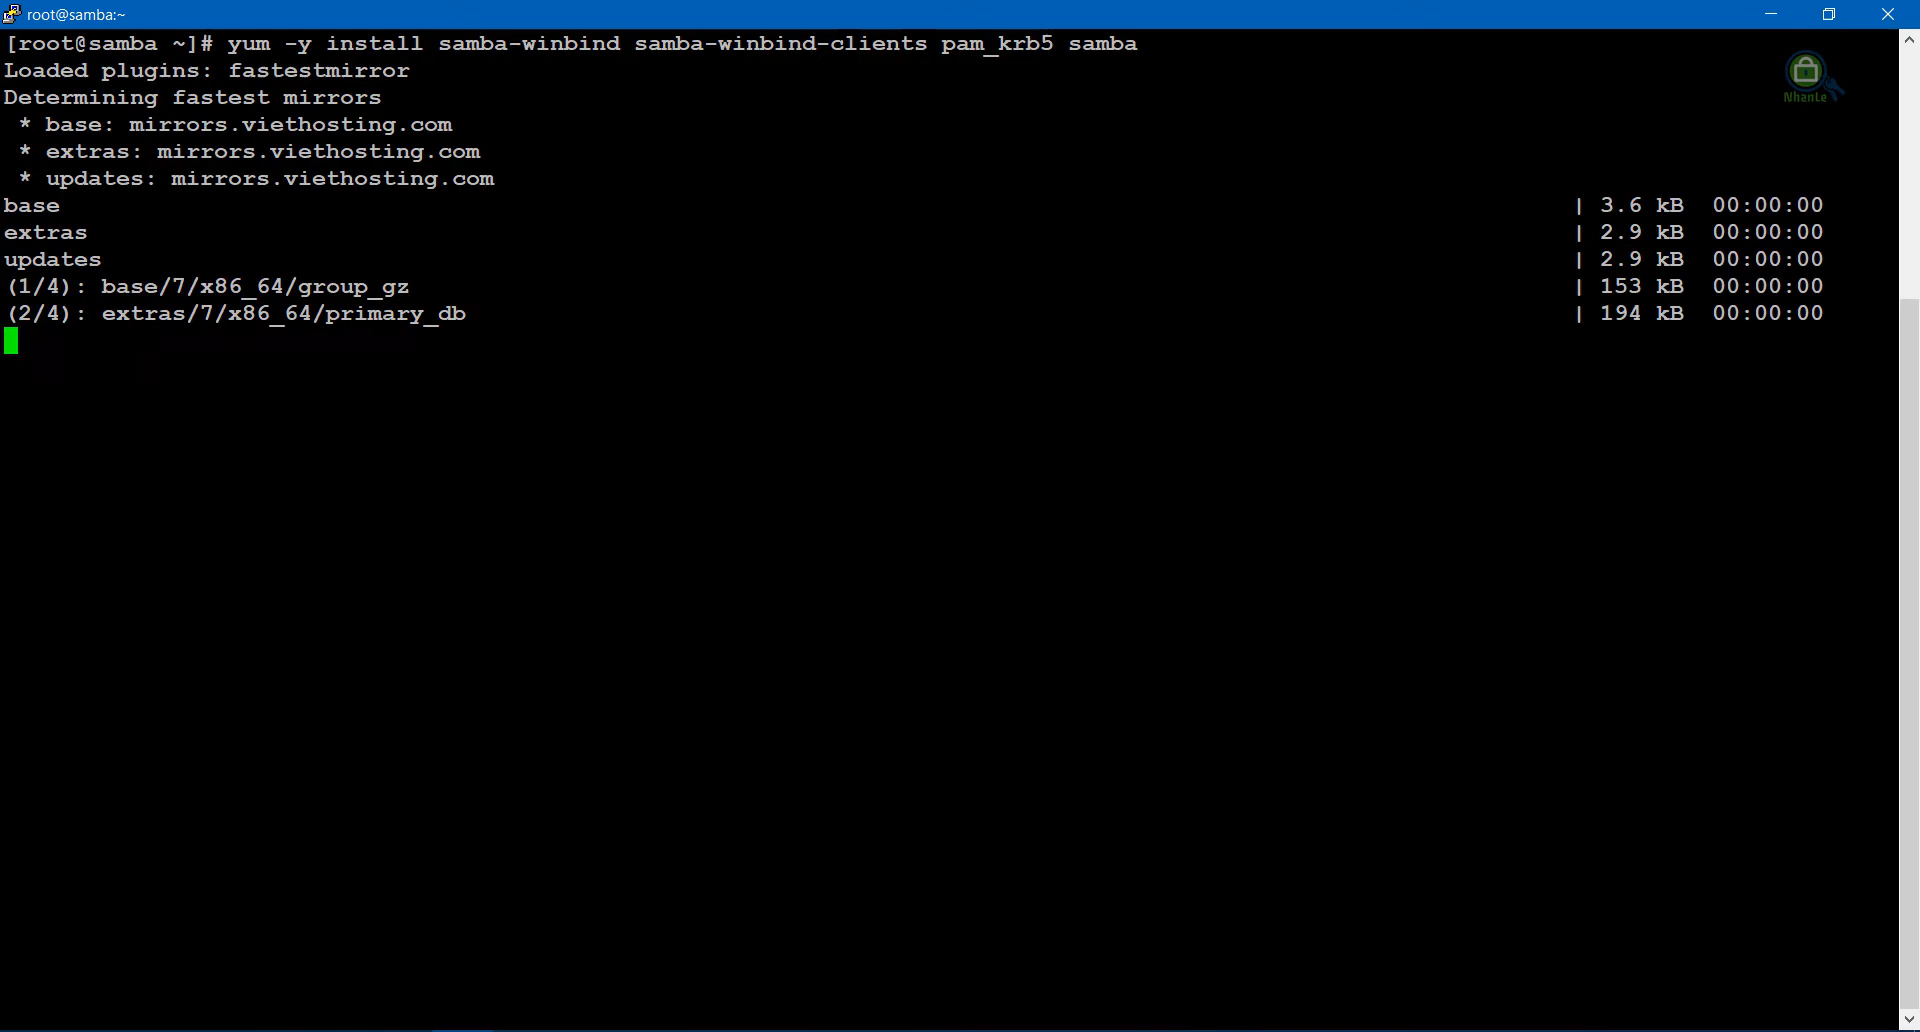 root@samba:~
[root@samba ~]# yum -y install samba-winbind samba-winbind-clients pam_krb5 samba
Loaded plugins: fastestmirror
Determining fastest mirrors
 * base: mirrors.viethosting.com
 * extras: mirrors.viethosting.com
 * updates: mirrors.viethosting.com
base | 3.6 kB 00:00:00
extras | 2.9 kB 00:00:00
updates | 2.9 kB 00:00:00
(1/4): base/7/x86_64/group_gz | 153 kB 00:00:00
(2/4): extras/7/x86_64/primary_db | 194 kB 00:00:00
NhanLe